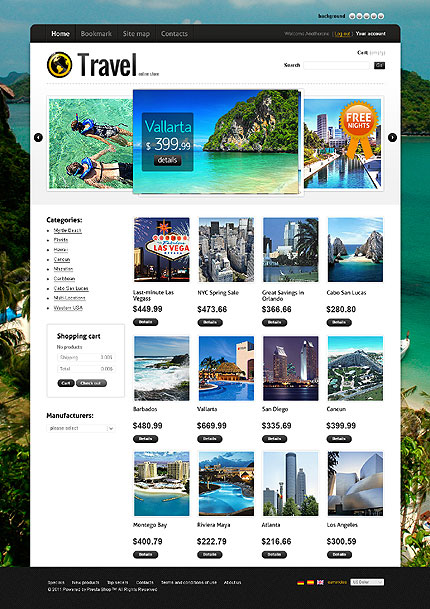 background
Home Bookmark Site map Contacts
Log out Your account
Travel
online store
Cart: (empty)
Search Go
Vallarta
$ 399.99
details
FREE
NIGHTS
Categories:
Myrtle Beach
Florida
Hawaii
Cancun
Mazatlan
Caribbean
Cabo San Lucas
Multi Locations
Western USA
Shopping cart
No products
Shipping 0.00$
Total 0.00$
Cart Check out
Manufacturers:
please select
Fabulous
LAS VEGAS
Last-minute Las
Vegass
$449.99
Details
NYC Spring Sale
$473.66
Details
Great Savings in
Orlando
$366.66
Details
Cabo San Lucas
$280.80
Details
Barbados
$480.99
Details
Vallarta
$669.99
Details
San Diego
$335.69
Details
Cancun
$399.99
Details
Montego Bay
$400.79
Details
Riviera Maya
$222.79
Details
Atlanta
$216.66
Details
Los Angeles
$300.59
Details
Specials New products Top sellers Contacts Terms and conditions of use About us
© 2011 Powered by PrestaShop™ All Rights Reserved
currencies US Dollar